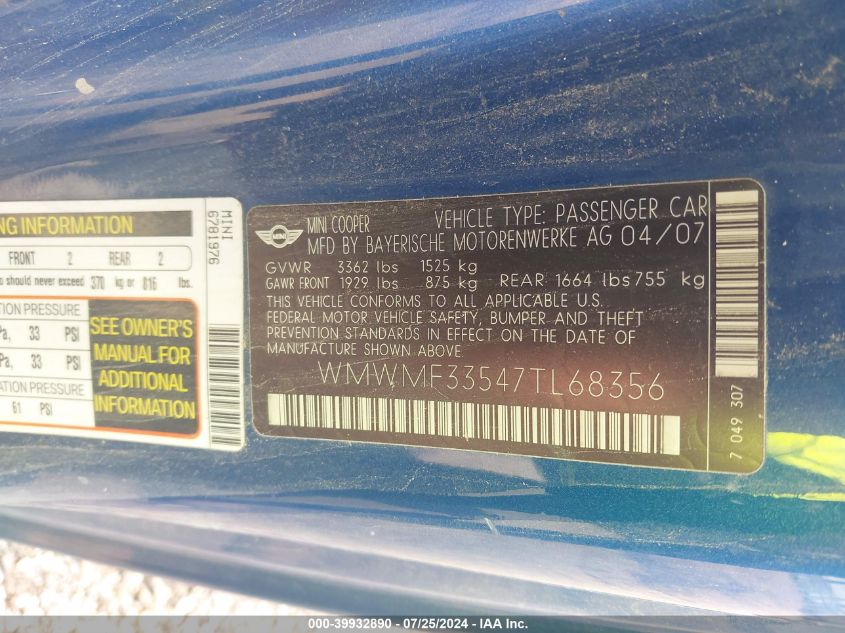 NG INFORMATION
FRONT 2 REAR 2
o should never exceed 370 kg or 816 lbs.
TION PRESSURE
Pa, 33 PSI
Pa, 33 PSI
TION PRESSURE
61 PSI
SEE OWNER'S
MANUAL FOR
ADDITIONAL
INFORMATION
MINI
6781976
MINI
MINI COOPER VEHICLE TYPE: PASSENGER CAR
MFD BY BAYERISCHE MOTORENWERKE AG 04/07
GVWR 3362 lbs 1525 kg
GAWR FRONT 1929 lbs 875 kg REAR 1664 lbs 755 kg
THIS VEHICLE CONFORMS TO ALL APPLICABLE U.S.
FEDERAL MOTOR VEHICLE SAFETY, BUMPER AND THEFT
PREVENTION STANDARDS IN EFFECT ON THE DATE OF
MANUFACTURE SHOWN ABOVE
WMWMF33547TL68356
7 049 307
000-39932890 - 07/25/2024 - IAA Inc.